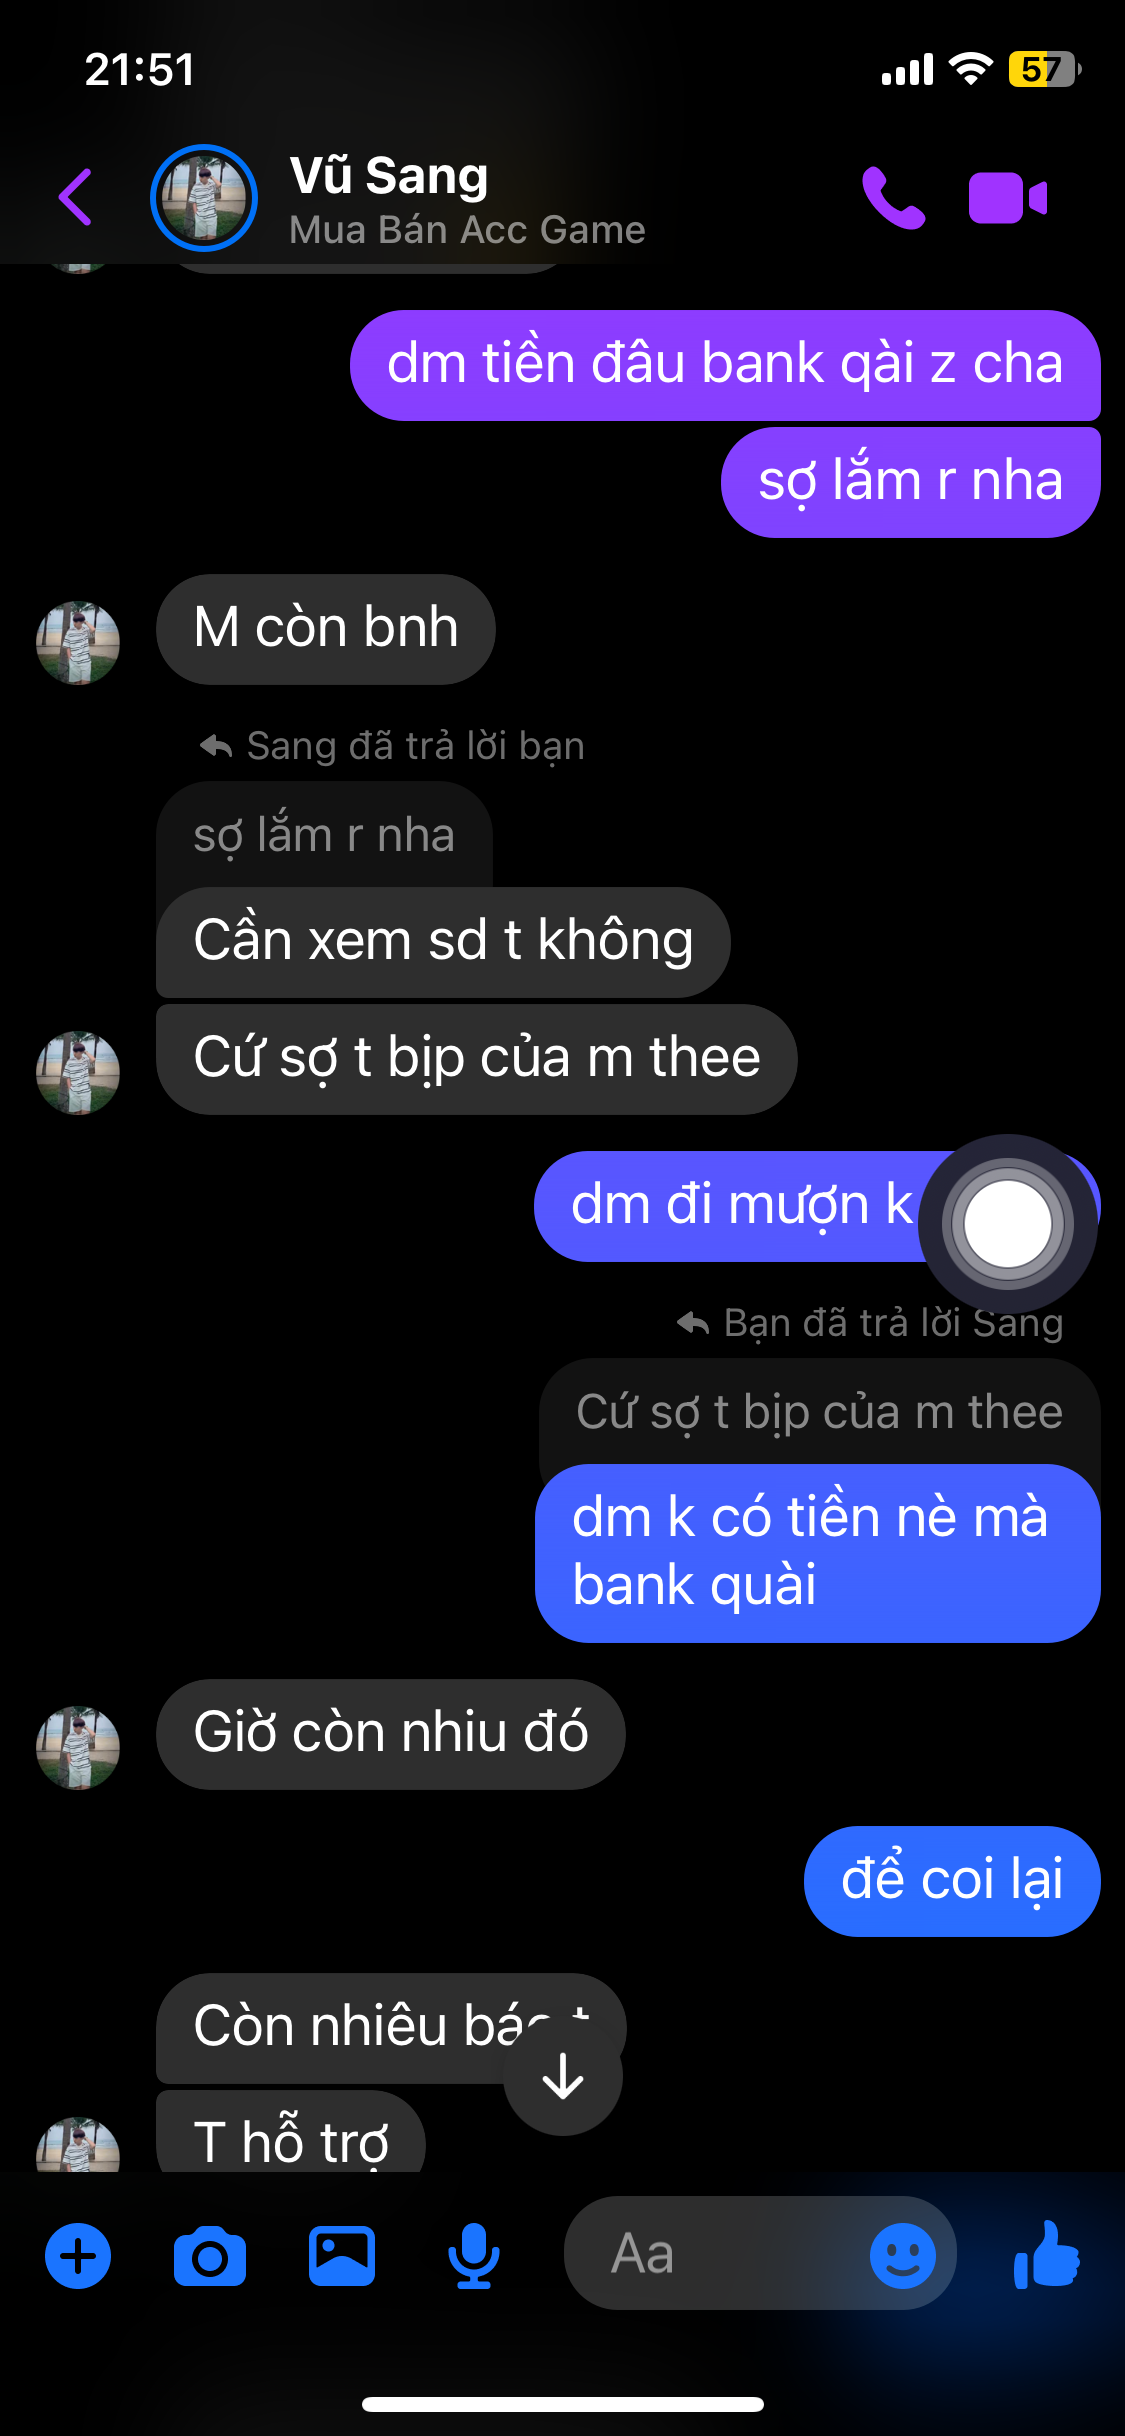 21:51
57
Vũ Sang
Mua Bán Acc Game
dm tiền đâu bank qài z cha
sợ lắm r nha
M còn bnh
Sang đã trả lời bạn
sợ lắm r nha
Cần xem sd t không
Cứ sợ t bịp của m thee
dm đi mượn k
Bạn đã trả lời Sang
Cứ sợ t bịp của m thee
dm k có tiền nè mà
bank quài
Giờ còn nhiu đó
để coi lại
Còn nhiêu báo t
T hỗ trợ
Aa